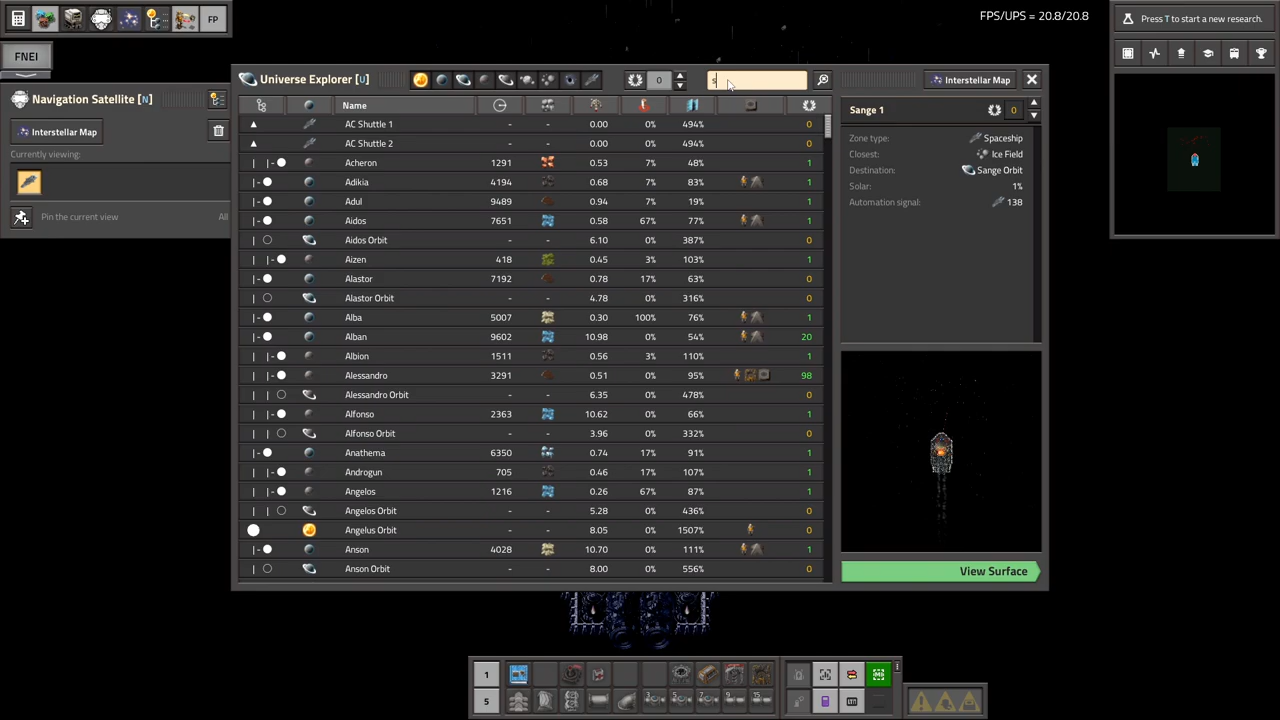 FPS/UPS = 20.8/20.8
Press T to start a new research.
FP
FNEI
Navigation Satellite [N]
Interstellar Map
Currently viewing:
Pin the current view
All
Universe Explorer [U]
0
s
Interstellar Map
Name
AC Shuttle 1 - - 0.00 0% 494% 0
AC Shuttle 2 - - 0.00 0% 494% 0
Acheron 1291 0.53 7% 48% 1
Adikia 4194 0.68 7% 83% 1
Adul 9489 0.94 7% 19% 1
Aidos 7651 0.58 67% 77% 1
Aidos Orbit - - 6.10 0% 387% 0
Aizen 418 0.45 3% 103% 1
Alastor 7192 0.78 17% 63% 1
Alastor Orbit - - 4.78 0% 316% 0
Alba 5007 0.30 100% 76% 1
Alban 9602 10.98 0% 54% 20
Albion 1511 0.56 3% 110% 1
Alessandro 3291 0.51 0% 95% 98
Alessandro Orbit - - 6.35 0% 478% 0
Alfonso 2363 10.62 0% 66% 1
Alfonso Orbit - - 3.96 0% 332% 0
Anathema 6350 0.74 17% 91% 1
Androgun 705 0.46 17% 107% 1
Angelos 1216 0.26 67% 87% 1
Angelos Orbit - - 5.28 0% 436% 0
Angelus Orbit - - 8.05 0% 1507% 0
Anson 4028 10.70 0% 111% 1
Anson Orbit - - 8.00 0% 556% 0
Sange 1 0
Zone type: Spaceship
Closest: Ice Field
Destination: Sange Orbit
Solar: 1%
Automation signal: 138
View Surface
1
5
3 5 7 9 15